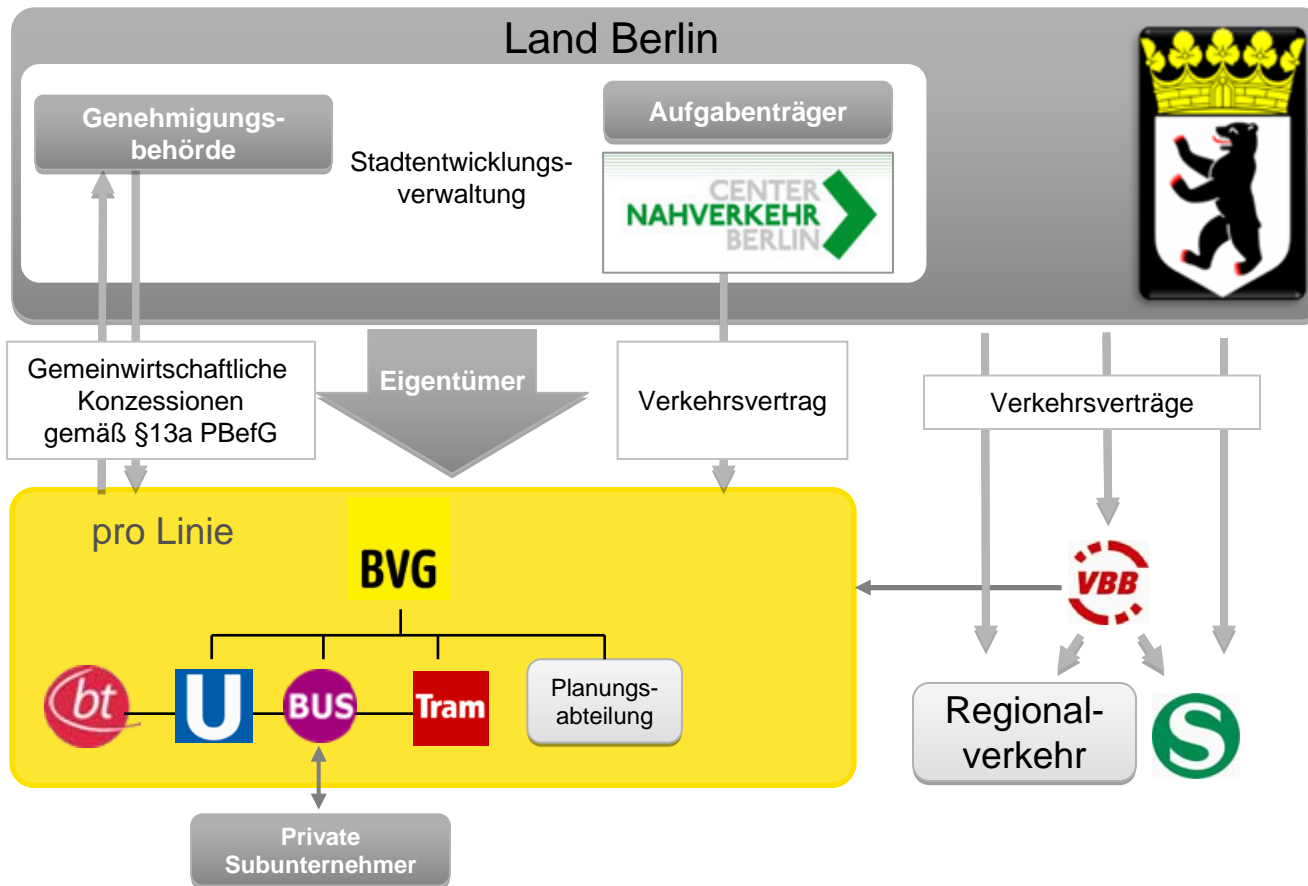 Land Berlin
Genehmigungs-
behörde
Stadtentwicklungs-
verwaltung
Aufgabenträger
CENTER
NAHVERKEHR
BERLIN
Gemeinwirtschaftliche
Konzessionen
gemäß §13a PBefG
Eigentümer
Verkehrsvertrag
Verkehrsverträge
pro Linie
BVG
VBB
bt
U
BUS
Tram
Planungs-
abteilung
Regional-
verkehr
S
Private
Subunternehmer